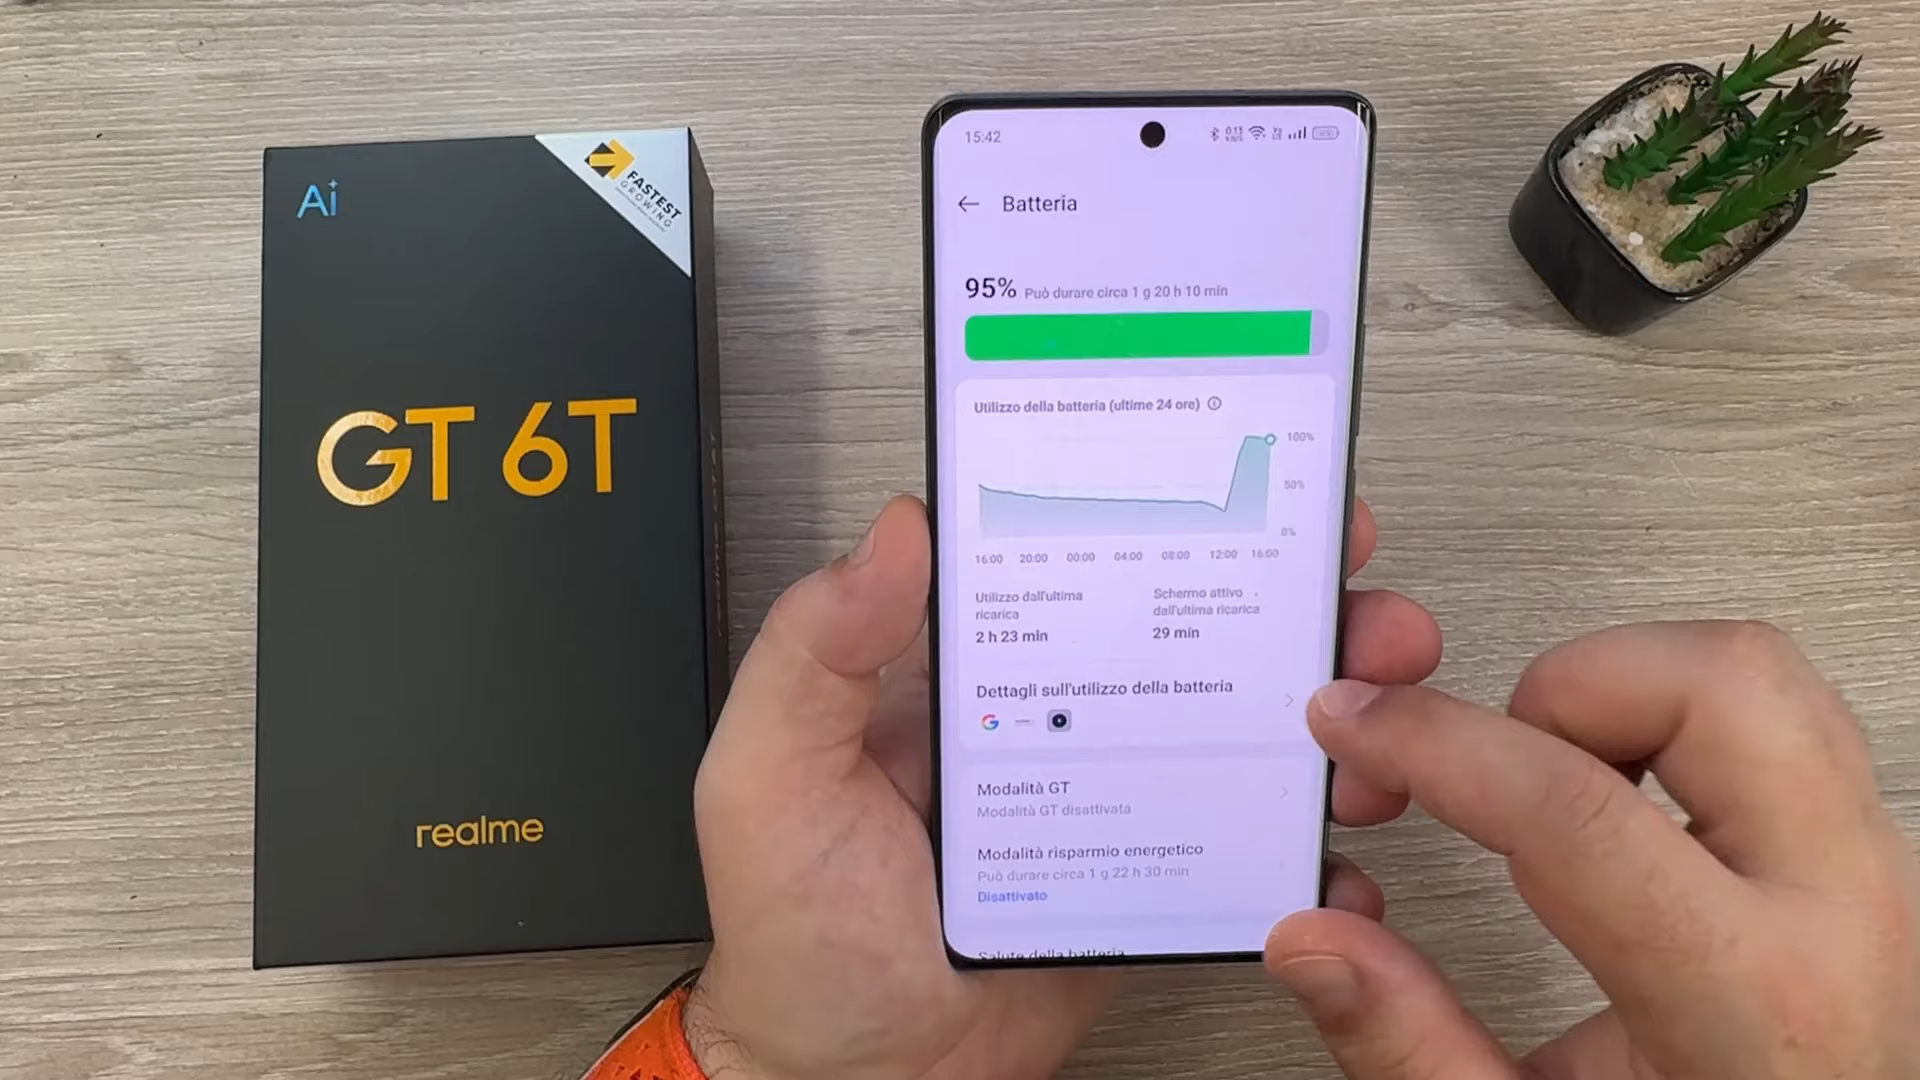 Ai
FASTEST
GROWING
GT 6T
realme
15:42
Batteria
95% Può durare circa 1 g 20 h 10 min
Utilizzo della batteria (ultime 24 ore)
100%
50%
0%
16:00 20:00 00:00 04:00 08:00 12:00 16:00
Utilizzo dall'ultima
ricarica
2 h 23 min
Schermo attivo
dall'ultima ricarica
29 min
Dettagli sull'utilizzo della batteria
Modalità GT
Modalità GT disattivata
Modalità risparmio energetico
Può durare circa 1 g 22 h 30 min
Disattivato
Salute della batteria